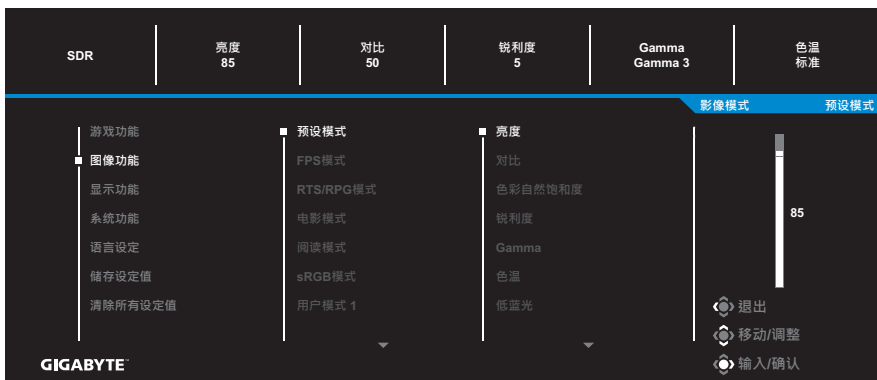 SDR
亮度
85
对比
50
锐利度
5
Gamma
Gamma 3
色温
标准
影像模式 预设模式
游戏功能
图像功能
显示功能
系统功能
语言设定
储存设定值
清除所有设定值
预设模式
FPS模式
RTS/RPG模式
电影模式
阅读模式
sRGB模式
用户模式 1
亮度
对比
色彩自然饱和度
锐利度
Gamma
色温
低蓝光
85
退出
移动/调整
输入/确认
GIGABYTE™